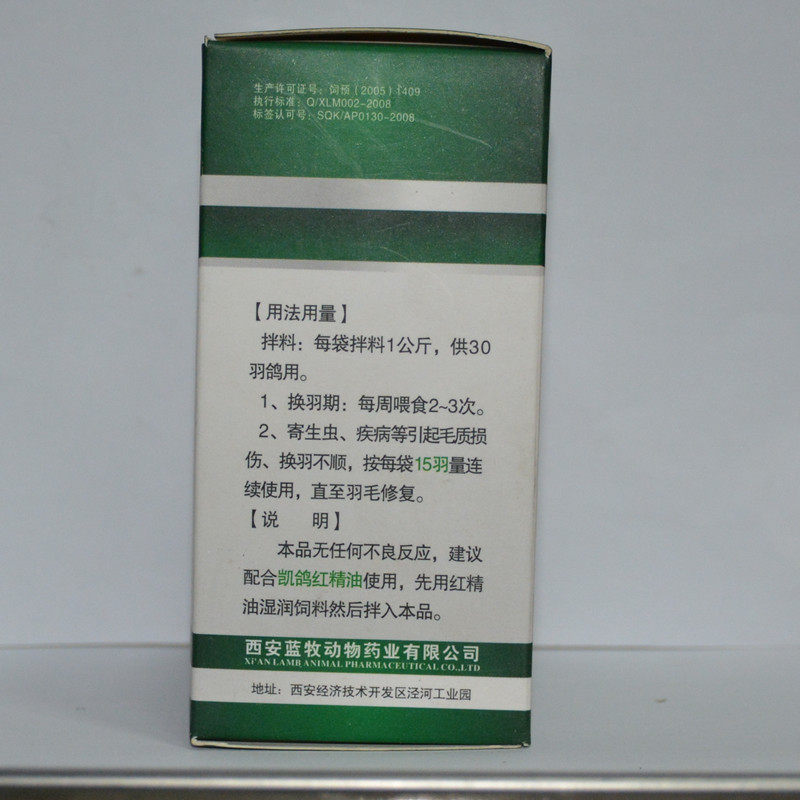 生产许可证号：饲预（2005）1409
执行标准：Q/XLM002-2008
标签认可号：SQK/AP0130-2008
【用法用量】
拌料：每袋拌料1公斤，供30
羽鸽用。
1、换羽期：每周喂食2~3次。
2、寄生虫、疾病等引起毛质损
伤、换羽不顺，按每袋15羽量连
续使用，直至羽毛修复。
【说 明】
本品无任何不良反应，建议
配合凯鸽红精油使用，先用红精
油湿润饲料然后拌入本品。
西安蓝牧动物药业有限公司
XI'AN LAMB ANIMAL PHARMACEUTICAL CO.,LTD
地址：西安经济技术开发区泾河工业园